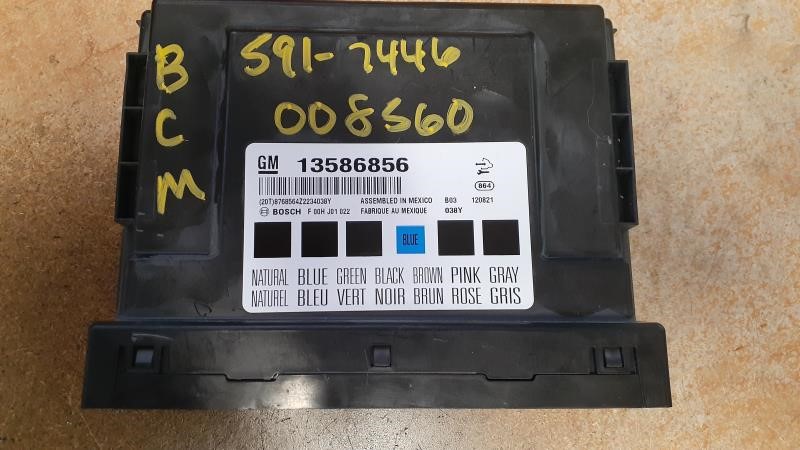 BCM
591-7446
008560
GM 13586856
864
(20T)8768564Z2234038Y ASSEMBLED IN MEXICO B03 120821
BOSCH F 00H J01 022 FABRIQUE AU MEXIQUE 038Y
BLUE
NATURAL BLUE GREEN BLACK BROWN PINK GRAY
NATUREL BLEU VERT NOIR BRUN ROSE GRIS